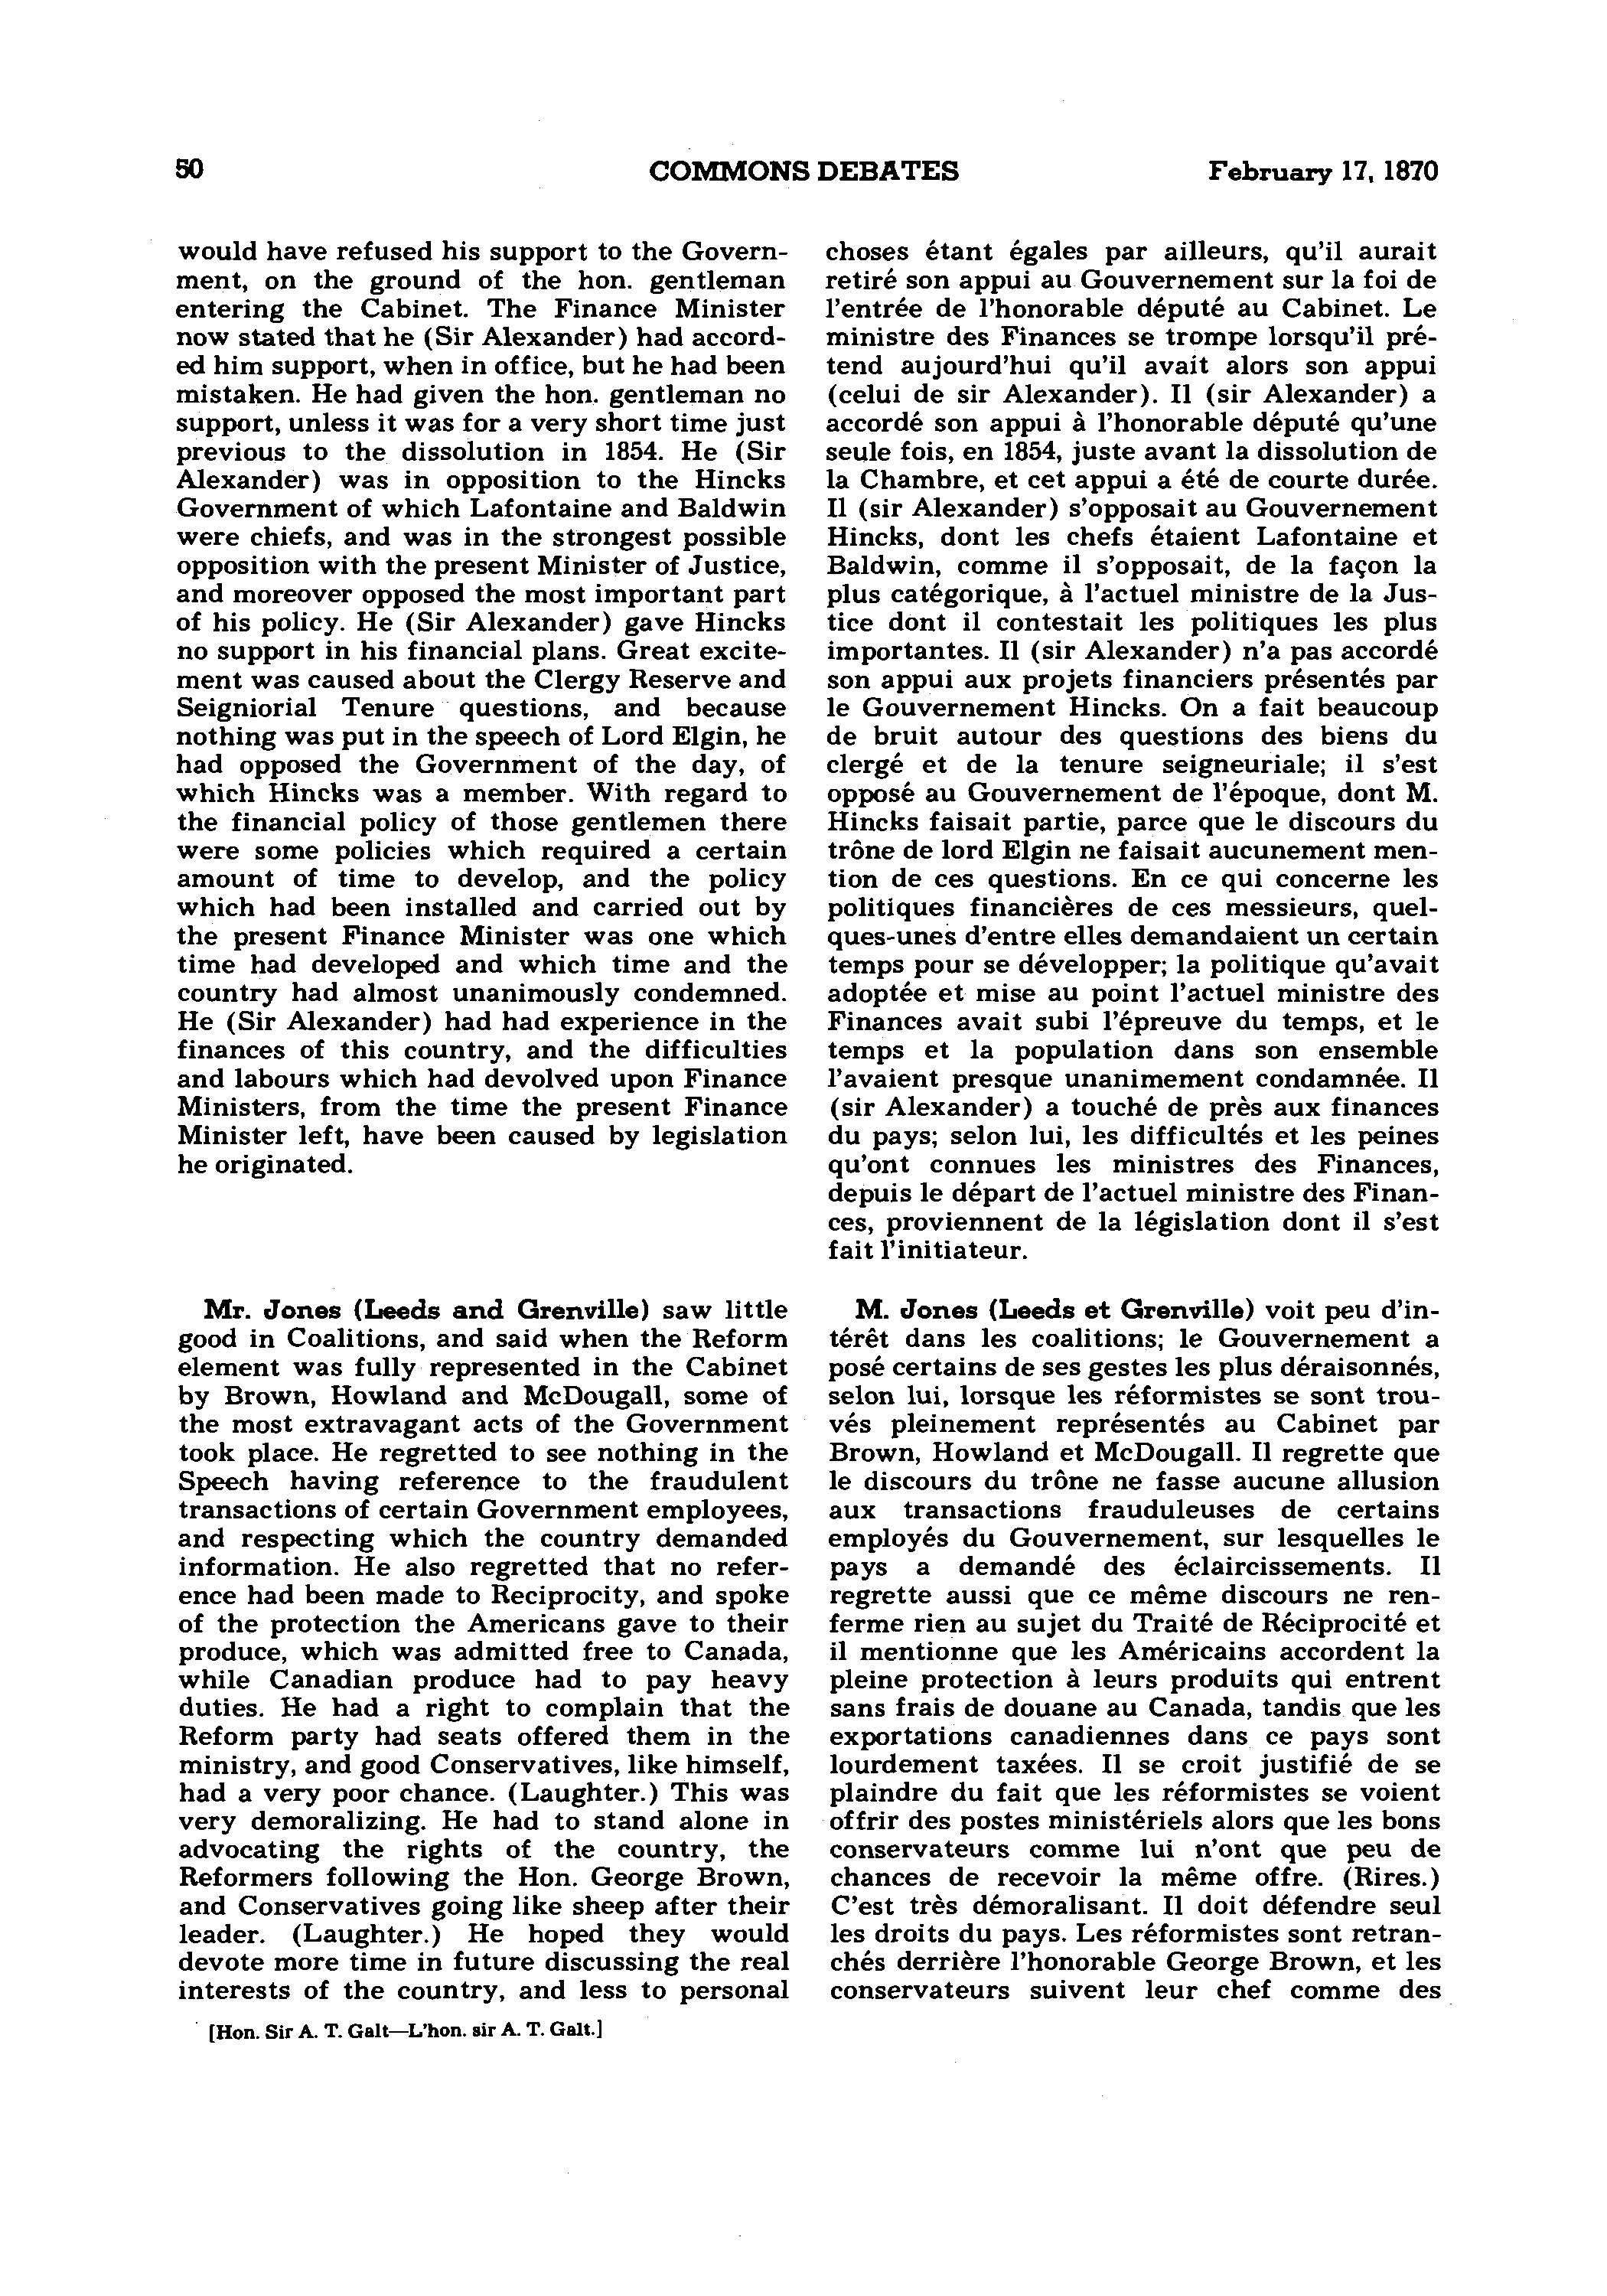 50 COMMONS DEBATES February 17, 1870
would have refused his support to the Govern-
ment, on the ground of the hon. gentleman
entering the Cabinet. The Finance Minister
now stated that he (Sir Alexander) had accord-
ed him support, when in office, but he had been
mistaken. He had given the hon. gentleman no
support, unless it was for a very short time just
previous to the dissolution in 1854. He (Sir
Alexander) was in opposition to the Hincks
Government of which Lafontaine and Baldwin
were chiefs, and was in the strongest possible
opposition with the present Minister of Justice,
and moreover opposed the most important part
of his policy. He (Sir Alexander) gave Hincks
no support in his financial plans. Great excite-
ment was caused about the Clergy Reserve and
Seigniorial Tenure questions, and because
nothing was put in the speech of Lord Elgin, he
had opposed the Government of the day, of
which Hincks was a member. With regard to
the financial policy of those gentlemen there
were some policies which required a certain
amount of time to develop, and the policy
which had been installed and carried out by
the present Finance Minister was one which
time had developed and which time and the
country had almost unanimously condemned.
He (Sir Alexander) had had experience in the
finances of this country, and the difficulties
and labours which had devolved upon Finance
Ministers, from the time the present Finance
Minister left, have been caused by legislation
he originated.
Mr. Jones (Leeds and Grenville) saw little
good in Coalitions, and said when the Reform
element was fully represented in the Cabinet
by Brown, Howland and McDougall, some of
the most extravagant acts of the Government
took place. He regretted to see nothing in the
Speech having reference to the fraudulent
transactions of certain Government employees,
and respecting which the country demanded
information. He also regretted that no refer-
ence had been made to Reciprocity, and spoke
of the protection the Americans gave to their
produce, which was admitted free to Canada,
while Canadian produce had to pay heavy
duties. He had a right to complain that the
Reform party had seats offered them in the
ministry, and good Conservatives, like himself,
had a very poor chance. (Laughter.) This was
very demoralizing. He had to stand alone in
advocating the rights of the country, the
Reformers following the Hon. George Brown,
and Conservatives going like sheep after their
leader. (Laughter.) He hoped they would
devote more time in future discussing the real
interests of the country, and less to personal
choses étant égales par ailleurs, qu'il aurait
retiré son appui au Gouvernement sur la foi de
l'entrée de l'honorable député au Cabinet. Le
ministre des Finances se trompe lorsqu'il pré-
tend aujourd'hui qu'il avait alors son appui
(celui de sir Alexander). Il (sir Alexander) a
accordé son appui à l'honorable député qu'une
seule fois, en 1854, juste avant la dissolution de
la Chambre, et cet appui a été de courte durée.
Il (sir Alexander) s'opposait au Gouvernement
Hincks, dont les chefs étaient Lafontaine et
Baldwin, comme il s'opposait, de la façon la
plus catégorique, à l'actuel ministre de la Jus-
tice dont il contestait les politiques les plus
importantes. Il (sir Alexander) n'a pas accordé
son appui aux projets financiers présentés par
le Gouvernement Hincks. On a fait beaucoup
de bruit autour des questions des biens du
clergé et de la tenure seigneuriale; il s'est
opposé au Gouvernement de l'époque, dont M.
Hincks faisait partie, parce que le discours du
trône de lord Elgin ne faisait aucunement men-
tion de ces questions. En ce qui concerne les
politiques financières de ces messieurs, quel-
ques-unes d'entre elles demandaient un certain
temps pour se développer; la politique qu'avait
adoptée et mise au point l'actuel ministre des
Finances avait subi l'épreuve du temps, et le
temps et la population dans son ensemble
l'avaient presque unanimement condamnée. Il
(sir Alexander) a touché de près aux finances
du pays; selon lui, les difficultés et les peines
qu'ont connues les ministres des Finances,
depuis le départ de l'actuel ministre des Finan-
ces, proviennent de la législation dont il s'est
fait l'initiateur.
M. Jones (Leeds et Grenville) voit peu d'in-
térêt dans les coalitions; le Gouvernement a
posé certains de ses gestes les plus déraisonnés,
selon lui, lorsque les réformistes se sont trou-
vés pleinement représentés au Cabinet par
Brown, Howland et McDougall. Il regrette que
le discours du trône ne fasse aucune allusion
aux transactions frauduleuses de certains
employés du Gouvernement, sur lesquelles le
pays a demandé des éclaircissements. Il
regrette aussi que ce même discours ne ren-
ferme rien au sujet du Traité de Réciprocité et
il mentionne que les Américains accordent la
pleine protection à leurs produits qui entrent
sans frais de douane au Canada, tandis que les
exportations canadiennes dans ce pays sont
lourdement taxées. Il se croit justifié de se
plaindre du fait que les réformistes se voient
offrir des postes ministériels alors que les bons
conservateurs comme lui n'ont que peu de
chances de recevoir la même offre. (Rires.)
C'est très démoralisant. Il doit défendre seul
les droits du pays. Les réformistes sont retran-
chés derrière l'honorable George Brown, et les
conservateurs suivent leur chef comme des
[Hon. Sir A. T. Galt—L'hon. sir A. T. Galt.]